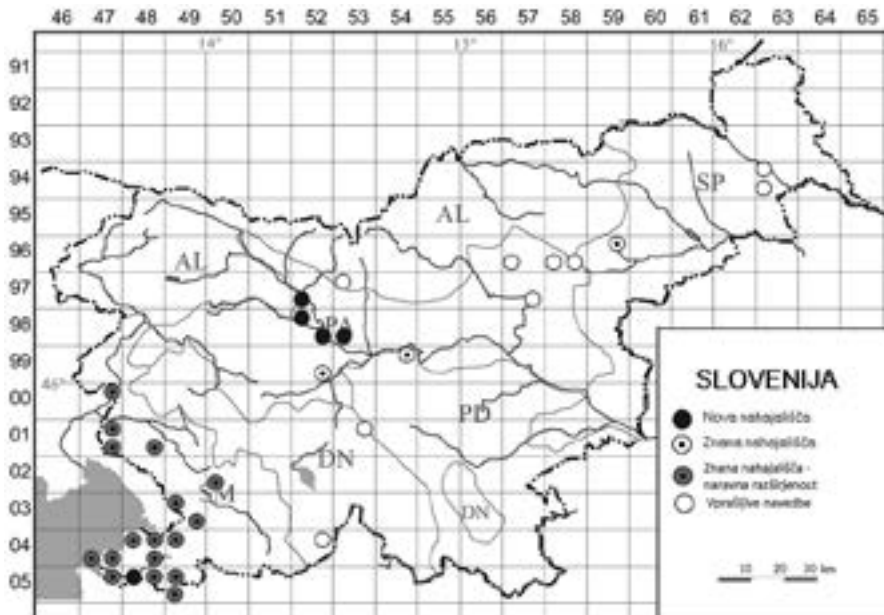 46 47 48 49 50 51 52 53 54 55 56 57 58 59 60 61 62 63 64 65
14° 15° 16°
91
92
93
94
95
96
97
98
99
46°
00
01
02
03
04
05
SP
AL
AL
PA
PD
DN
SM
DN
SLOVENIJA
Nova nahajališča
Znana nahajališča
Znana nahajališča -
naravna razširjenost
Vprašljive navedbe
10 20 30 km